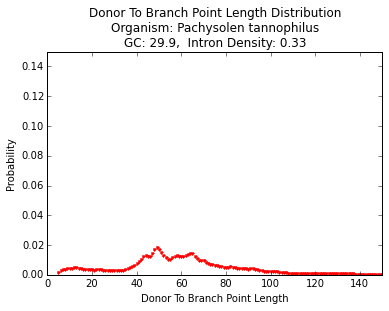 Donor To Branch Point Length Distribution
Organism: Pachysolen tannophilus
GC: 29.9,  Intron Density: 0.33
0.14
0.12
0.10
0.08
0.06
0.04
0.02
0.00
Probability
0 20 40 60 80 100 120 140
Donor To Branch Point Length